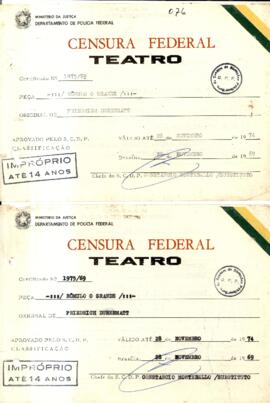 076
MINISTÉRIO DA JUSTIÇA
DEPARTAMENTO DE POLÍCIA FEDERAL
CENSURA FEDERAL
TEATRO
Certificado Nº 1975/69
PEÇA -:::/ RÔMULO O GRANDE /:::-
ORIGINAL DE FRIEDRICH DURRENMATT
APROVADO PELO S.C.D.P. VÁLIDO ATÉ 28 de NOVEMBRO de 1974
CLASSIFICAÇÃO
Brasília, 28 de NOVEMBRO de 1969
IMPRÓPRIO
ATÉ 14 ANOS
Chefe do S.C.D.P. CONSTANCIO MONTEBELLO /SUBSTITUTO
MINISTÉRIO DA JUSTIÇA
DEPARTAMENTO DE POLÍCIA FEDERAL
CENSURA FEDERAL
TEATRO
Certificado Nº 1975/69
PEÇA -:::/ RÔMULO O GRANDE /:::-
ORIGINAL DE FRIEDRICH DURRENMATT
APROVADO PELO S.C.D.P. VÁLIDO ATÉ 28 de NOVEMBRO de 1974
CLASSIFICAÇÃO
Brasília, 28 de NOVEMBRO de 1969
IMPRÓPRIO
ATÉ 14 ANOS
Chefe do S.C.D.P. CONSTANCIO MONTEBELLO /SUBSTITUTO